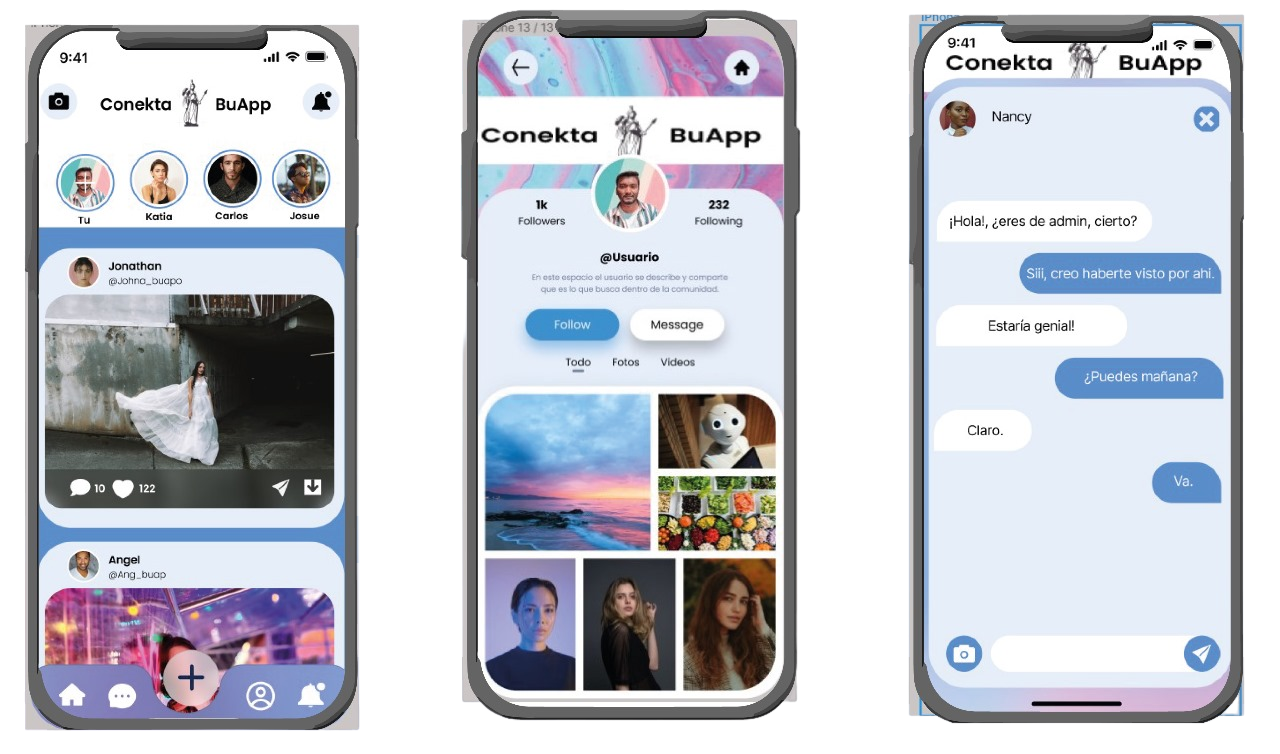 9:41
Conekta BuApp
Tu
Katia
Carlos
Josue
Jonathan
@Johna_buapo
10
122
Angel
@Ang_buap
iPhone 13 / 13
Conekta BuApp
1k
Followers
232
Following
@Usuario
En este espacio el usuario se describe y comparte
que es lo que busca dentro de la comunidad.
Follow
Message
Todo
Fotos
Videos
iPhone
9:41
Conekta BuApp
Nancy
¡Hola!, ¿eres de admin, cierto?
Siii, creo haberte visto por ahi.
Estaría genial!
¿Puedes mañana?
Claro.
Va.